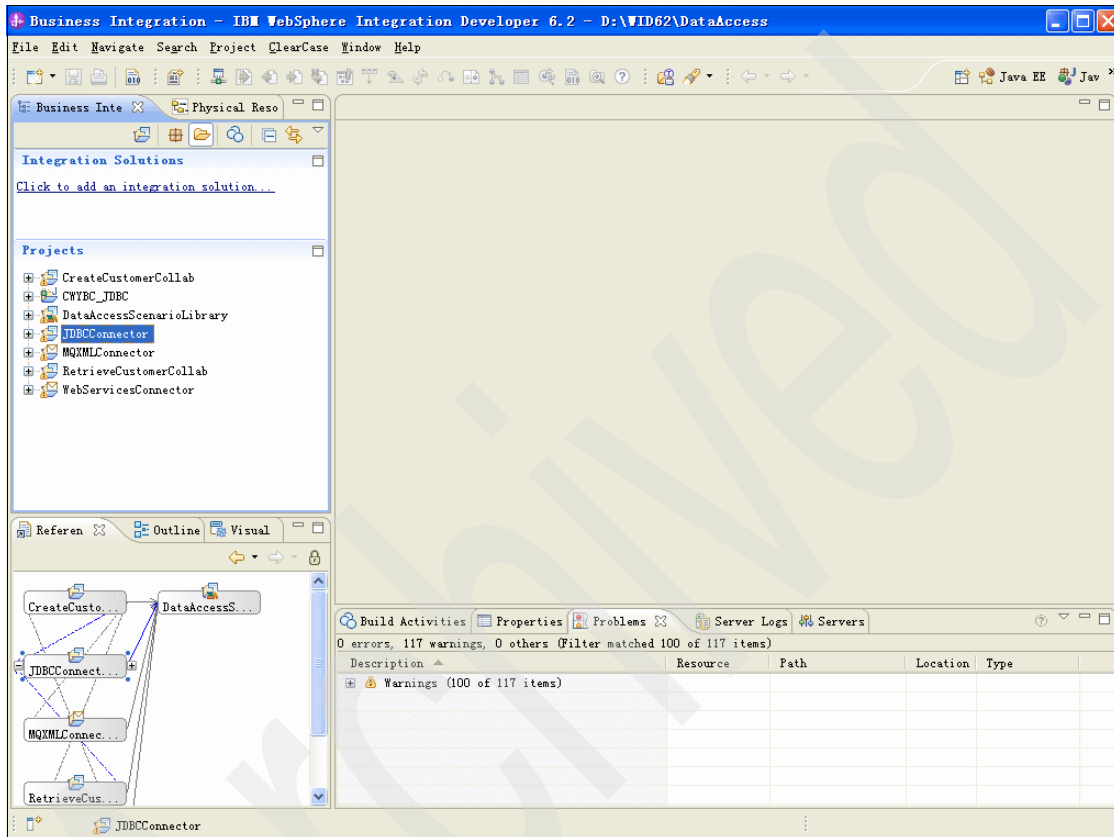 Business Integration - IBM WebSphere Integration Developer 6.2 - D:\WID62\DataAccess
File Edit Navigate Search Project ClearCase Window Help
Java EE Jav
Business Inte Physical Reso
Integration Solutions
Click to add an integration solution...
Projects
CreateCustomerCollab
CWYBC_JDBC
DataAccessScenarioLibrary
JDBCConnector
MQXMLConnector
RetrieveCustomerCollab
WebServicesConnector
Referen Outline Visual
CreateCusto... DataAccessS...
JDBCConnect...
MQXMLConnec...
RetrieveCus...
Build Activities Properties Problems Server Logs Servers
0 errors, 117 warnings, 0 others (Filter matched 100 of 117 items)
Description Resource Path Location Type
Warnings (100 of 117 items)
JDBCConnector